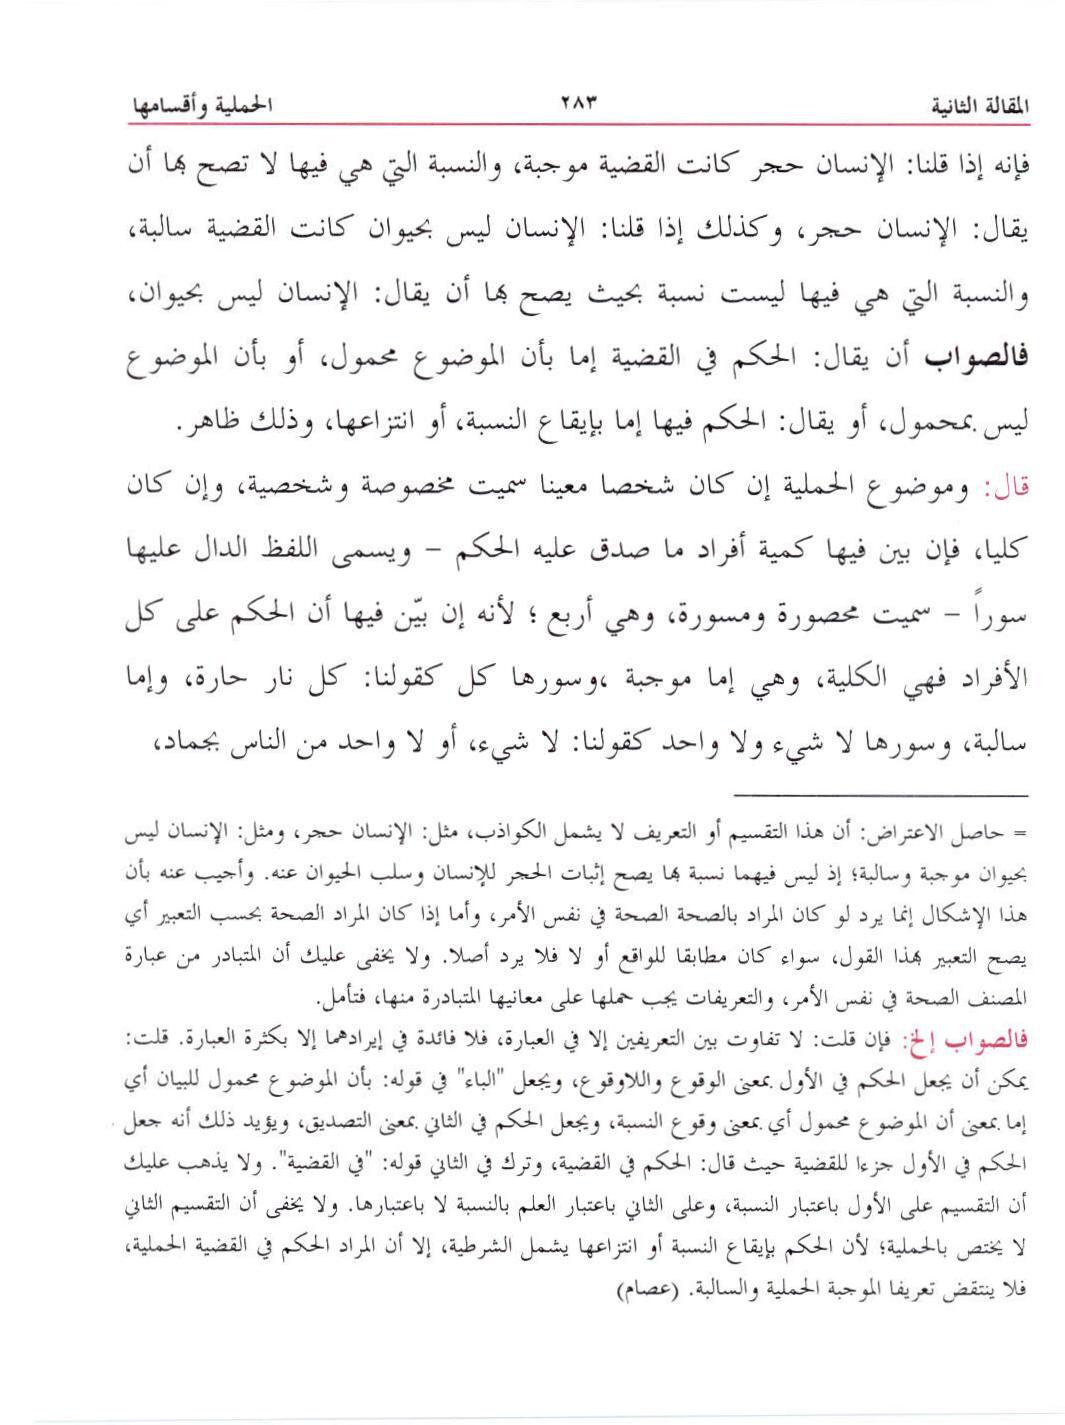 المقالة الثانية ٢٨٣ الحملية وأقسامها
فإنه إذا قلنا: الإنسان حجر كانت القضية موجبة، والنسبة التي هي فيها لا تصح بها أن
يقال: الإنسان حجر، وكذلك إذا قلنا: الإنسان ليس بحيوان كانت القضية سالبة،
والنسبة التي هي فيها ليست نسبة بحيث يصح بها أن يقال: الإنسان ليس بحيوان،
فالصواب أن يقال: الحكم في القضية إما بأن الموضوع محمول، أو بأن الموضوع
ليس بمحمول، أو يقال: الحكم فيها إما بإيقاع النسبة، أو انتزاعها، وذلك ظاهر.
قال: وموضوع الحملية إن كان شخصا معينا سميت مخصوصة وشخصية، وإن كان
كليا، فإن بين فيها كمية أفراد ما صدق عليه الحكم – ويسمى اللفظ الدال عليها
سوراً – سميت محصورة ومسورة، وهي أربع ؛ لأنه إن بيّن فيها أن الحكم على كل
الأفراد فهي الكلية، وهي إما موجبة ،وسورها كل كقولنا: كل نار حارة، وإما
سالبة، وسورها لا شيء ولا واحد كقولنا: لا شيء، أو لا واحد من الناس بجماد،
= حاصل الاعتراض: أن هذا التقسيم أو التعريف لا يشمل الكواذب، مثل: الإنسان حجر، ومثل: الإنسان ليس
بحيوان موجبة وسالبة؛ إذ ليس فيهما نسبة بها يصح إثبات الحجر للإنسان وسلب الحيوان عنه. وأجيب عنه بأن
هذا الإشكال إنما يرد لو كان المراد بالصحة الصحة في نفس الأمر، وأما إذا كان المراد الصحة بحسب التعبير أي
يصح التعبير بهذا القول، سواء كان مطابقا للواقع أو لا فلا يرد أصلا. ولا يخفى عليك أن المتبادر من عبارة
المصنف الصحة في نفس الأمر، والتعريفات يجب حملها على معانيها المتبادرة منها، فتأمل.
فالصواب إلخ: فإن قلت: لا تفاوت بين التعريفين إلا في العبارة، فلا فائدة في إيرادهما إلا بكثرة العبارة. قلت:
يمكن أن يجعل الحكم في الأول بمعنى الوقوع واللاوقوع، ويجعل "الباء" في قوله: بأن الموضوع محمول للبيان أي
إما بمعنى أن الموضوع محمول أي بمعنى وقوع النسبة، ويجعل الحكم في الثاني بمعنى التصديق، ويؤيد ذلك أنه جعل
الحكم في الأول جزءا للقضية حيث قال: الحكم في القضية، وترك في الثاني قوله: "في القضية". ولا يذهب عليك
أن التقسيم على الأول باعتبار النسبة، وعلى الثاني باعتبار العلم بالنسبة لا باعتبارها. ولا يخفى أن التقسيم الثاني
لا يختص بالحملية؛ لأن الحكم بإيقاع النسبة أو انتزاعها يشمل الشرطية، إلا أن المراد الحكم في القضية الحملية،
فلا ينتقض تعريفا الموجبة الحملية والسالبة. (عصام)